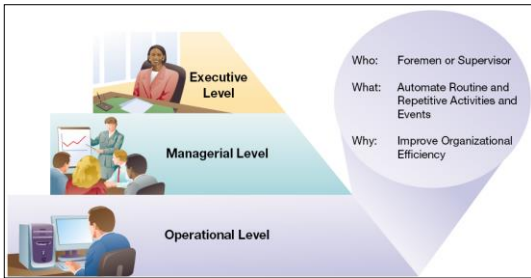 Executive
Level
Managerial Level
Operational Level
Who: Foremen or Supervisor
What: Automate Routine and
Repetitive Activities and
Events
Why: Improve Organizational
Efficiency